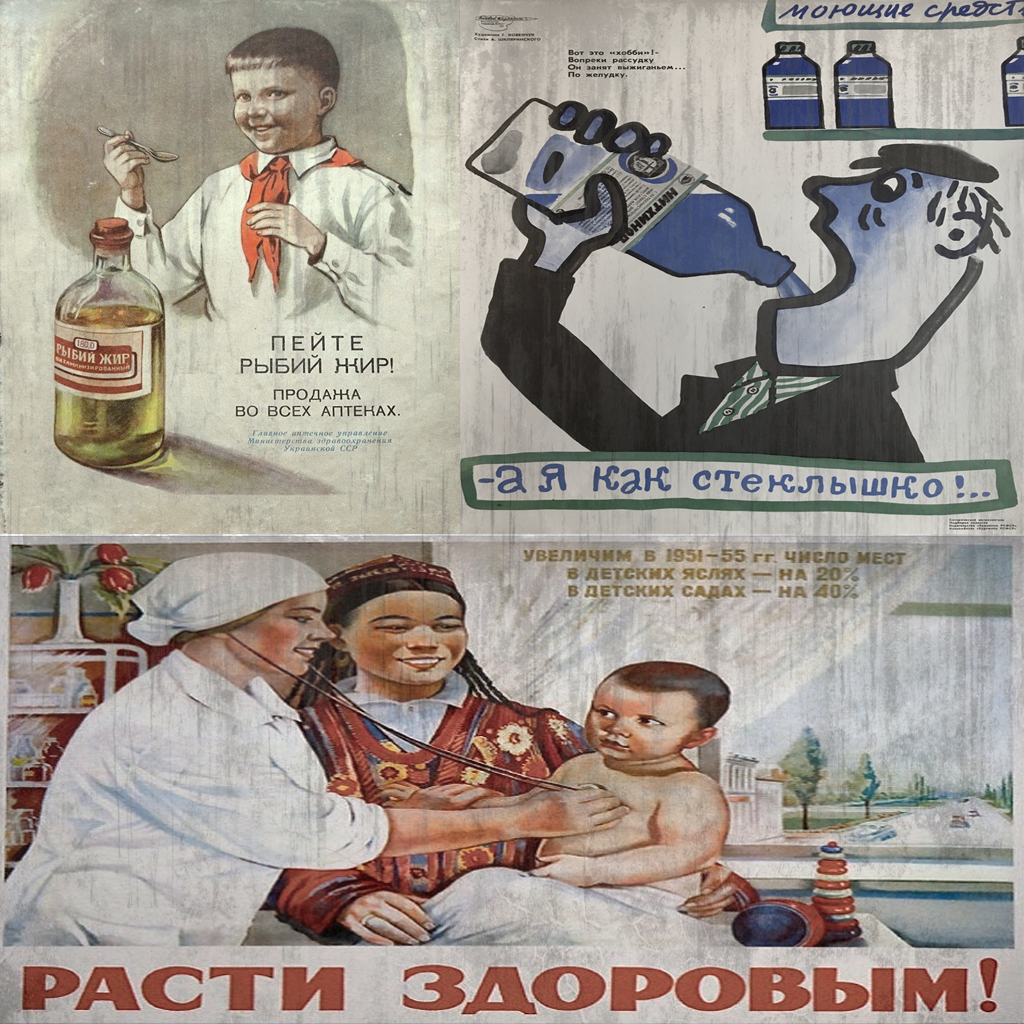 ПЕЙТЕ
РЫБИЙ ЖИР!
ПРОДАЖА
ВО ВСЕХ АПТЕКАХ.
Главное аптечное управление
Министерства здравоохранения
Украинской ССР
РЫБИЙ ЖИР
Вот это «хобби»!-
Вопреки рассудку
Он занят выжиганьем...
По желудку.
моющие средст
НИТХИНОЛ
-а я как стеклышко!..
УВЕЛИЧИМ В 1951-55 гг. ЧИСЛО МЕСТ
В ДЕТСКИХ ЯСЛЯХ — НА 20%
В ДЕТСКИХ САДАХ — НА 40%
РАСТИ ЗДОРОВЫМ!